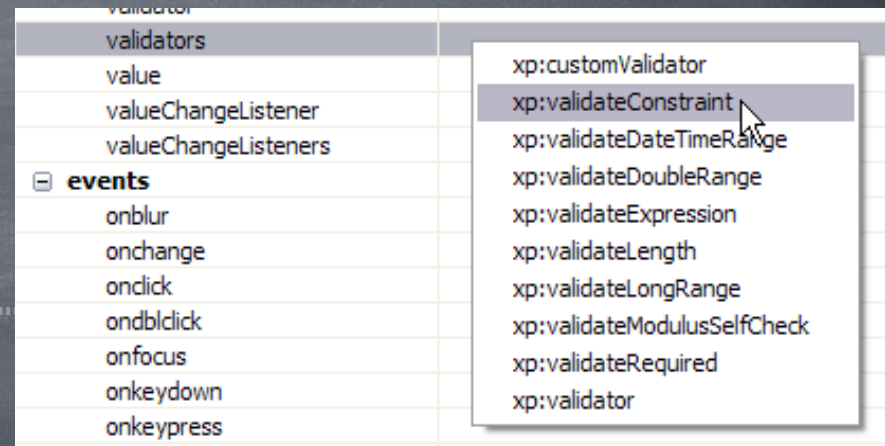 validator
validators
value
valueChangeListener
valueChangeListeners
events
onblur
onchange
onclick
ondblclick
onfocus
onkeydown
onkeypress
xp:customValidator
xp:validateConstraint
xp:validateDateTimeRange
xp:validateDoubleRange
xp:validateExpression
xp:validateLength
xp:validateLongRange
xp:validateModulusSelfCheck
xp:validateRequired
xp:validator